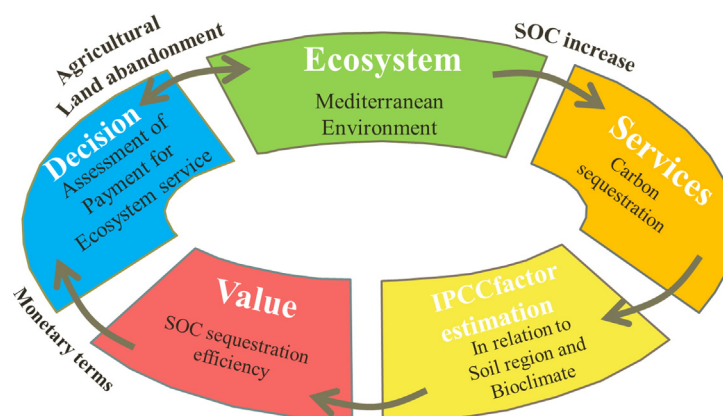 Agricultural
Land abandonment
Ecosystem
Mediterranean
Environment
SOC increase
Services
Carbon
sequestration
IPCCfactor
estimation
In relation to
Soil region and
Bioclimate
Value
SOC sequestration
efficiency
Monetary terms
Decision
Assessment of
Payment for
Ecosystem service